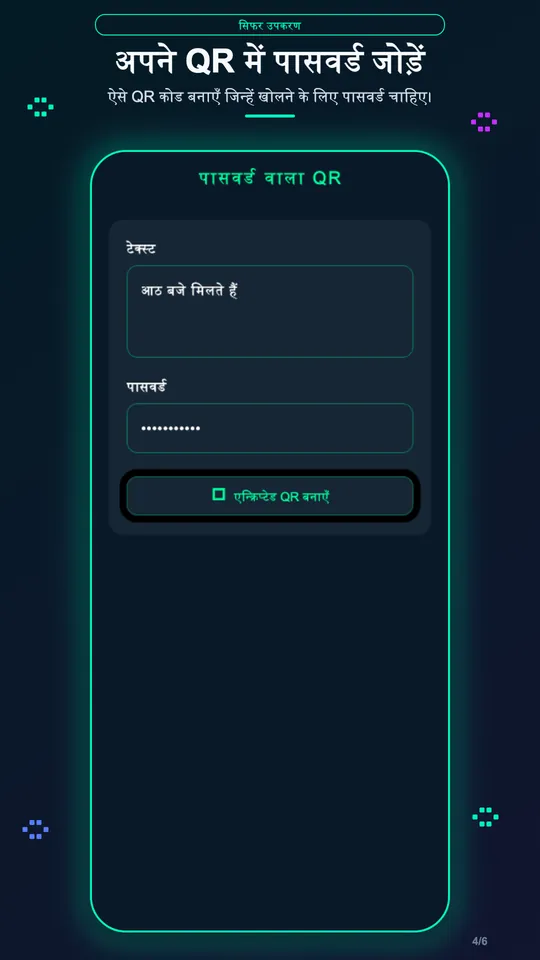 सिफर उपकरण
अपने QR में पासवर्ड जोड़ें
ऐसे QR कोड बनाएँ जिन्हें खोलने के लिए पासवर्ड चाहिए।
पासवर्ड वाला QR
टेक्स्ट
आठ बजे मिलते हैं
पासवर्ड
•••••••••••
एन्क्रिप्टेड QR बनाएँ
4/6